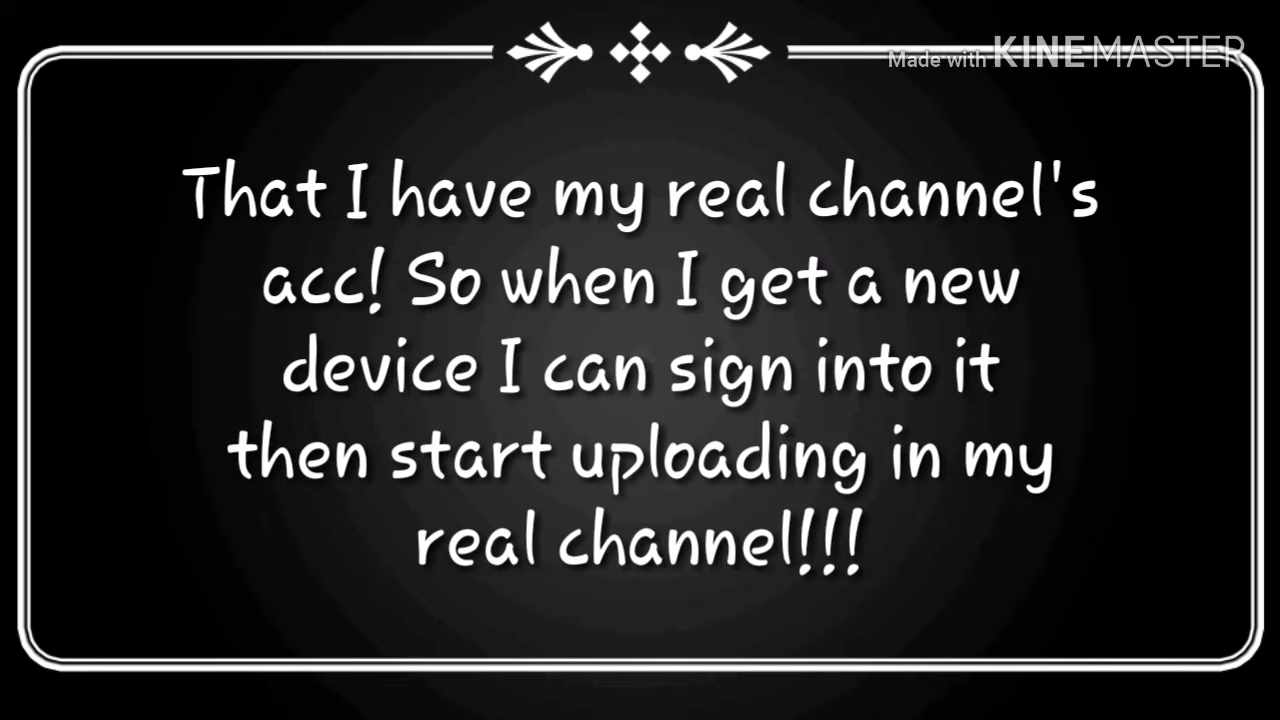 Made with KINEMASTER
That I have my real channel's
acc! So when I get a new
device I can sign into it
then start uploading in my
real channel!!!